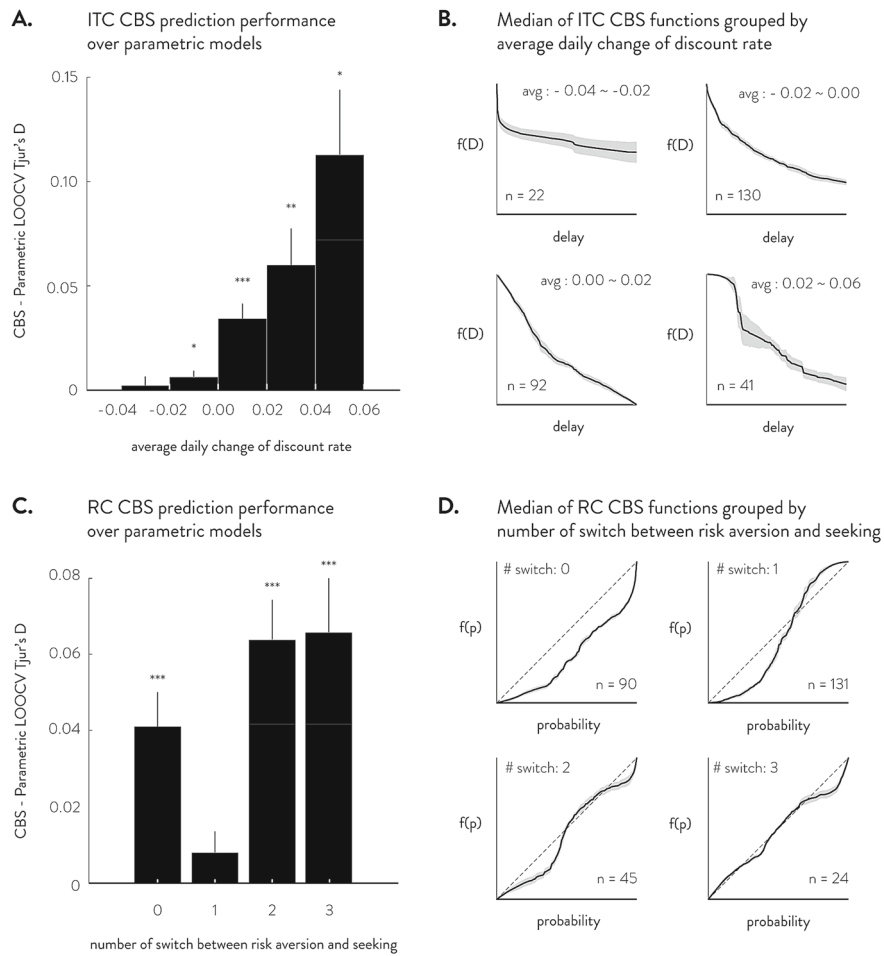 A. ITC CBS prediction performance
over parametric models
CBS - Parametric LOOCV Tjur's D
0.15
0.10
0.05
0
*
***
**
*
-0.04 -0.02 0.00 0.02 0.04 0.06
average daily change of discount rate
B. Median of ITC CBS functions grouped by
average daily change of discount rate
avg : - 0.04 ~ -0.02
f(D)
n = 22
delay
avg : - 0.02 ~ 0.00
f(D)
n = 130
delay
avg : 0.00 ~ 0.02
f(D)
n = 92
delay
avg : 0.02 ~ 0.06
f(D)
n = 41
delay
C. RC CBS prediction performance
over parametric models
CBS - Parametric LOOCV Tjur's D
0.08
0.06
0.04
0.02
0
***
***
***
0 1 2 3
number of switch between risk aversion and seeking
D. Median of RC CBS functions grouped by
number of switch between risk aversion and seeking
# switch: 0
f(p)
n = 90
probability
# switch: 1
f(p)
n = 131
probability
# switch: 2
f(p)
n = 45
probability
# switch: 3
f(p)
n = 24
probability